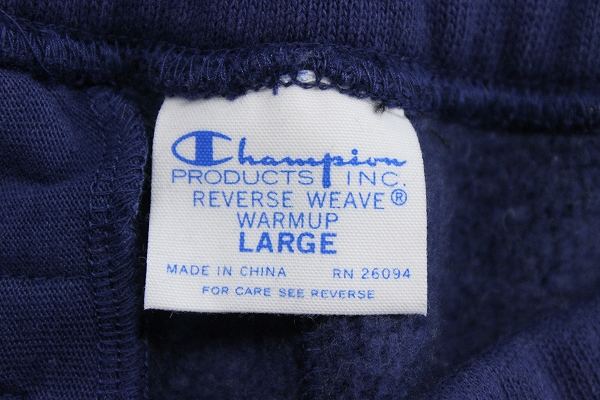 Champion
PRODUCTS INC.
REVERSE WEAVE®
WARMUP
LARGE
MADE IN CHINA RN 26094
FOR CARE SEE REVERSE